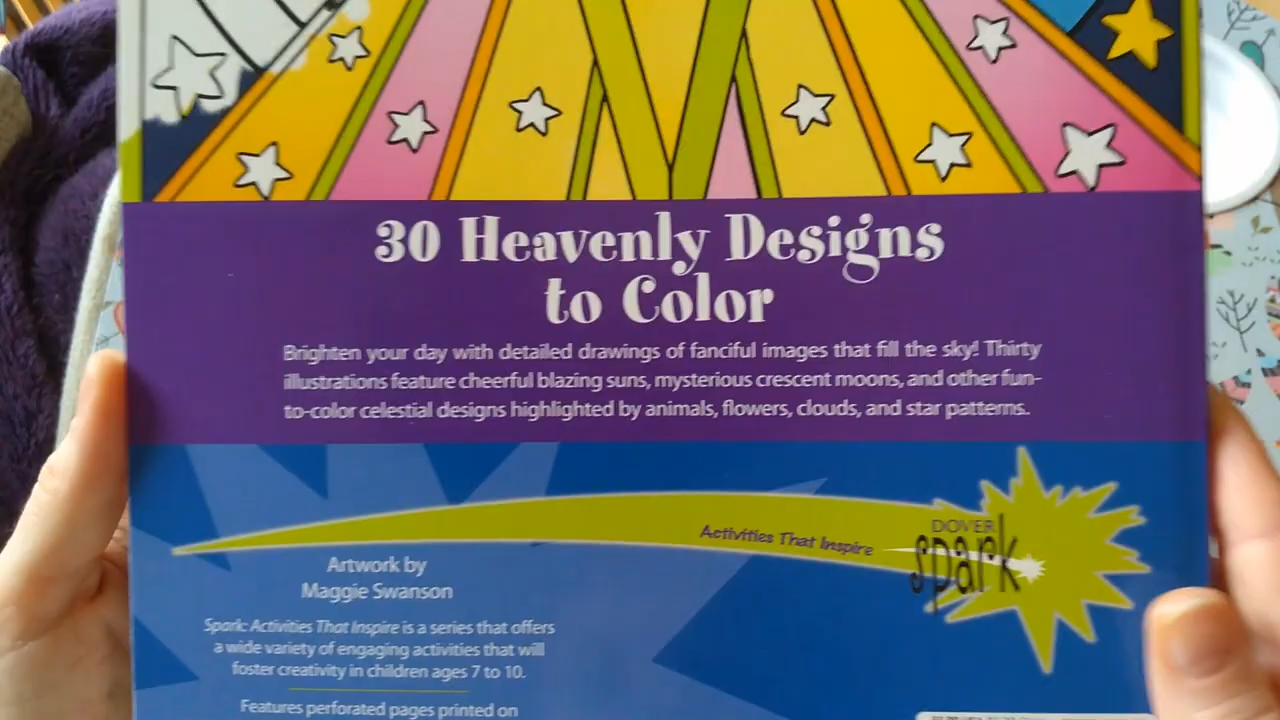 30 Heavenly Designs
to Color
Brighten your day with detailed drawings of fanciful images that fill the sky! Thirty
illustrations feature cheerful blazing suns, mysterious crescent moons, and other fun-
to-color celestial designs highlighted by animals, flowers, clouds, and star patterns.
Activities That Inspire
DOVER
spark
Artwork by
Maggie Swanson
Spark: Activities That Inspire is a series that offers
a wide variety of engaging activities that will
foster creativity in children ages 7 to 10.
Features perforated pages printed on